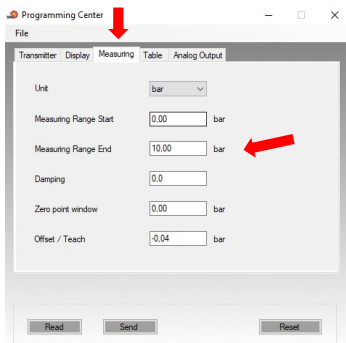 Programming Center
File
Transmitter Display Measuring Table Analog Output
Unit bar
Measuring Range Start 0,00 bar
Measuring Range End 10,00 bar
Damping 0,0
Zero point window 0,00 bar
Offset / Teach -0,04 bar
Read Send Reset